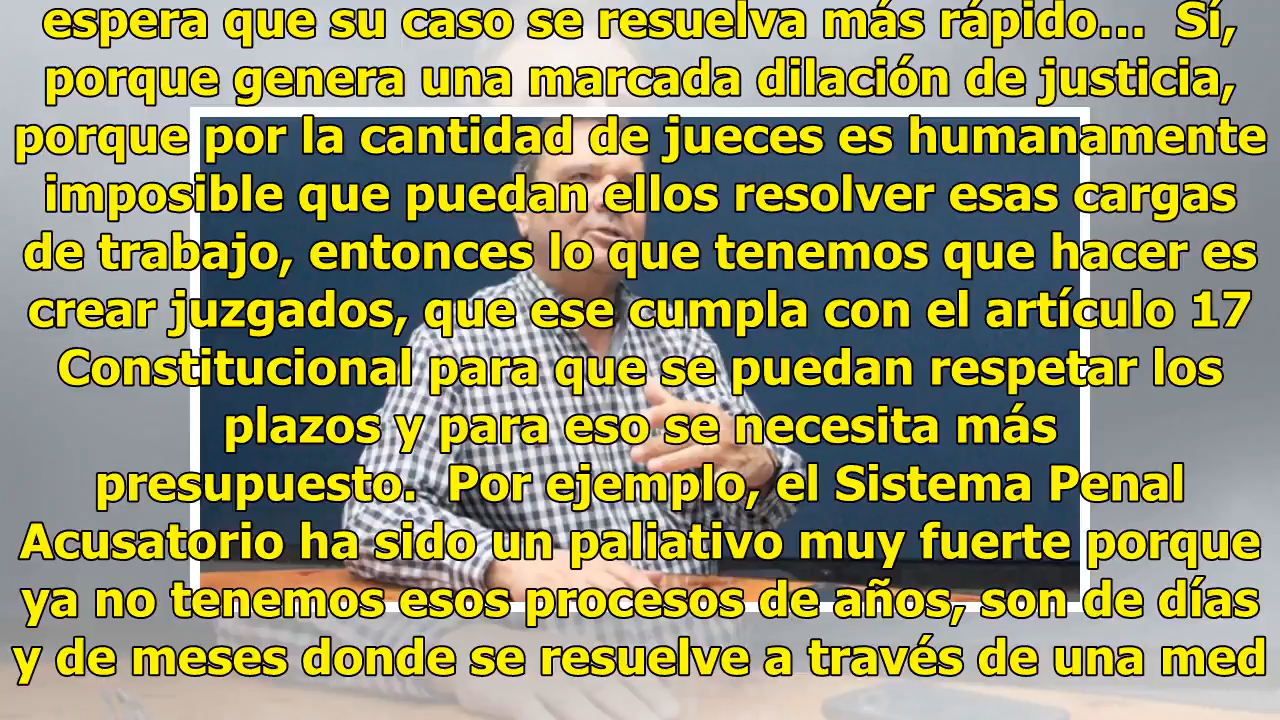 espera que su caso se resuelva más rápido... Sí,
porque genera una marcada dilación de justicia,
porque por la cantidad de jueces es humanamente
imposible que puedan ellos resolver esas cargas
de trabajo, entonces lo que tenemos que hacer es
crear juzgados, que ese cumpla con el artículo 17
Constitucional para que se puedan respetar los
plazos y para eso se necesita más
presupuesto. Por ejemplo, el Sistema Penal
Acusatorio ha sido un paliativo muy fuerte porque
ya no tenemos esos procesos de años, son de días
y de meses donde se resuelve a través de una med